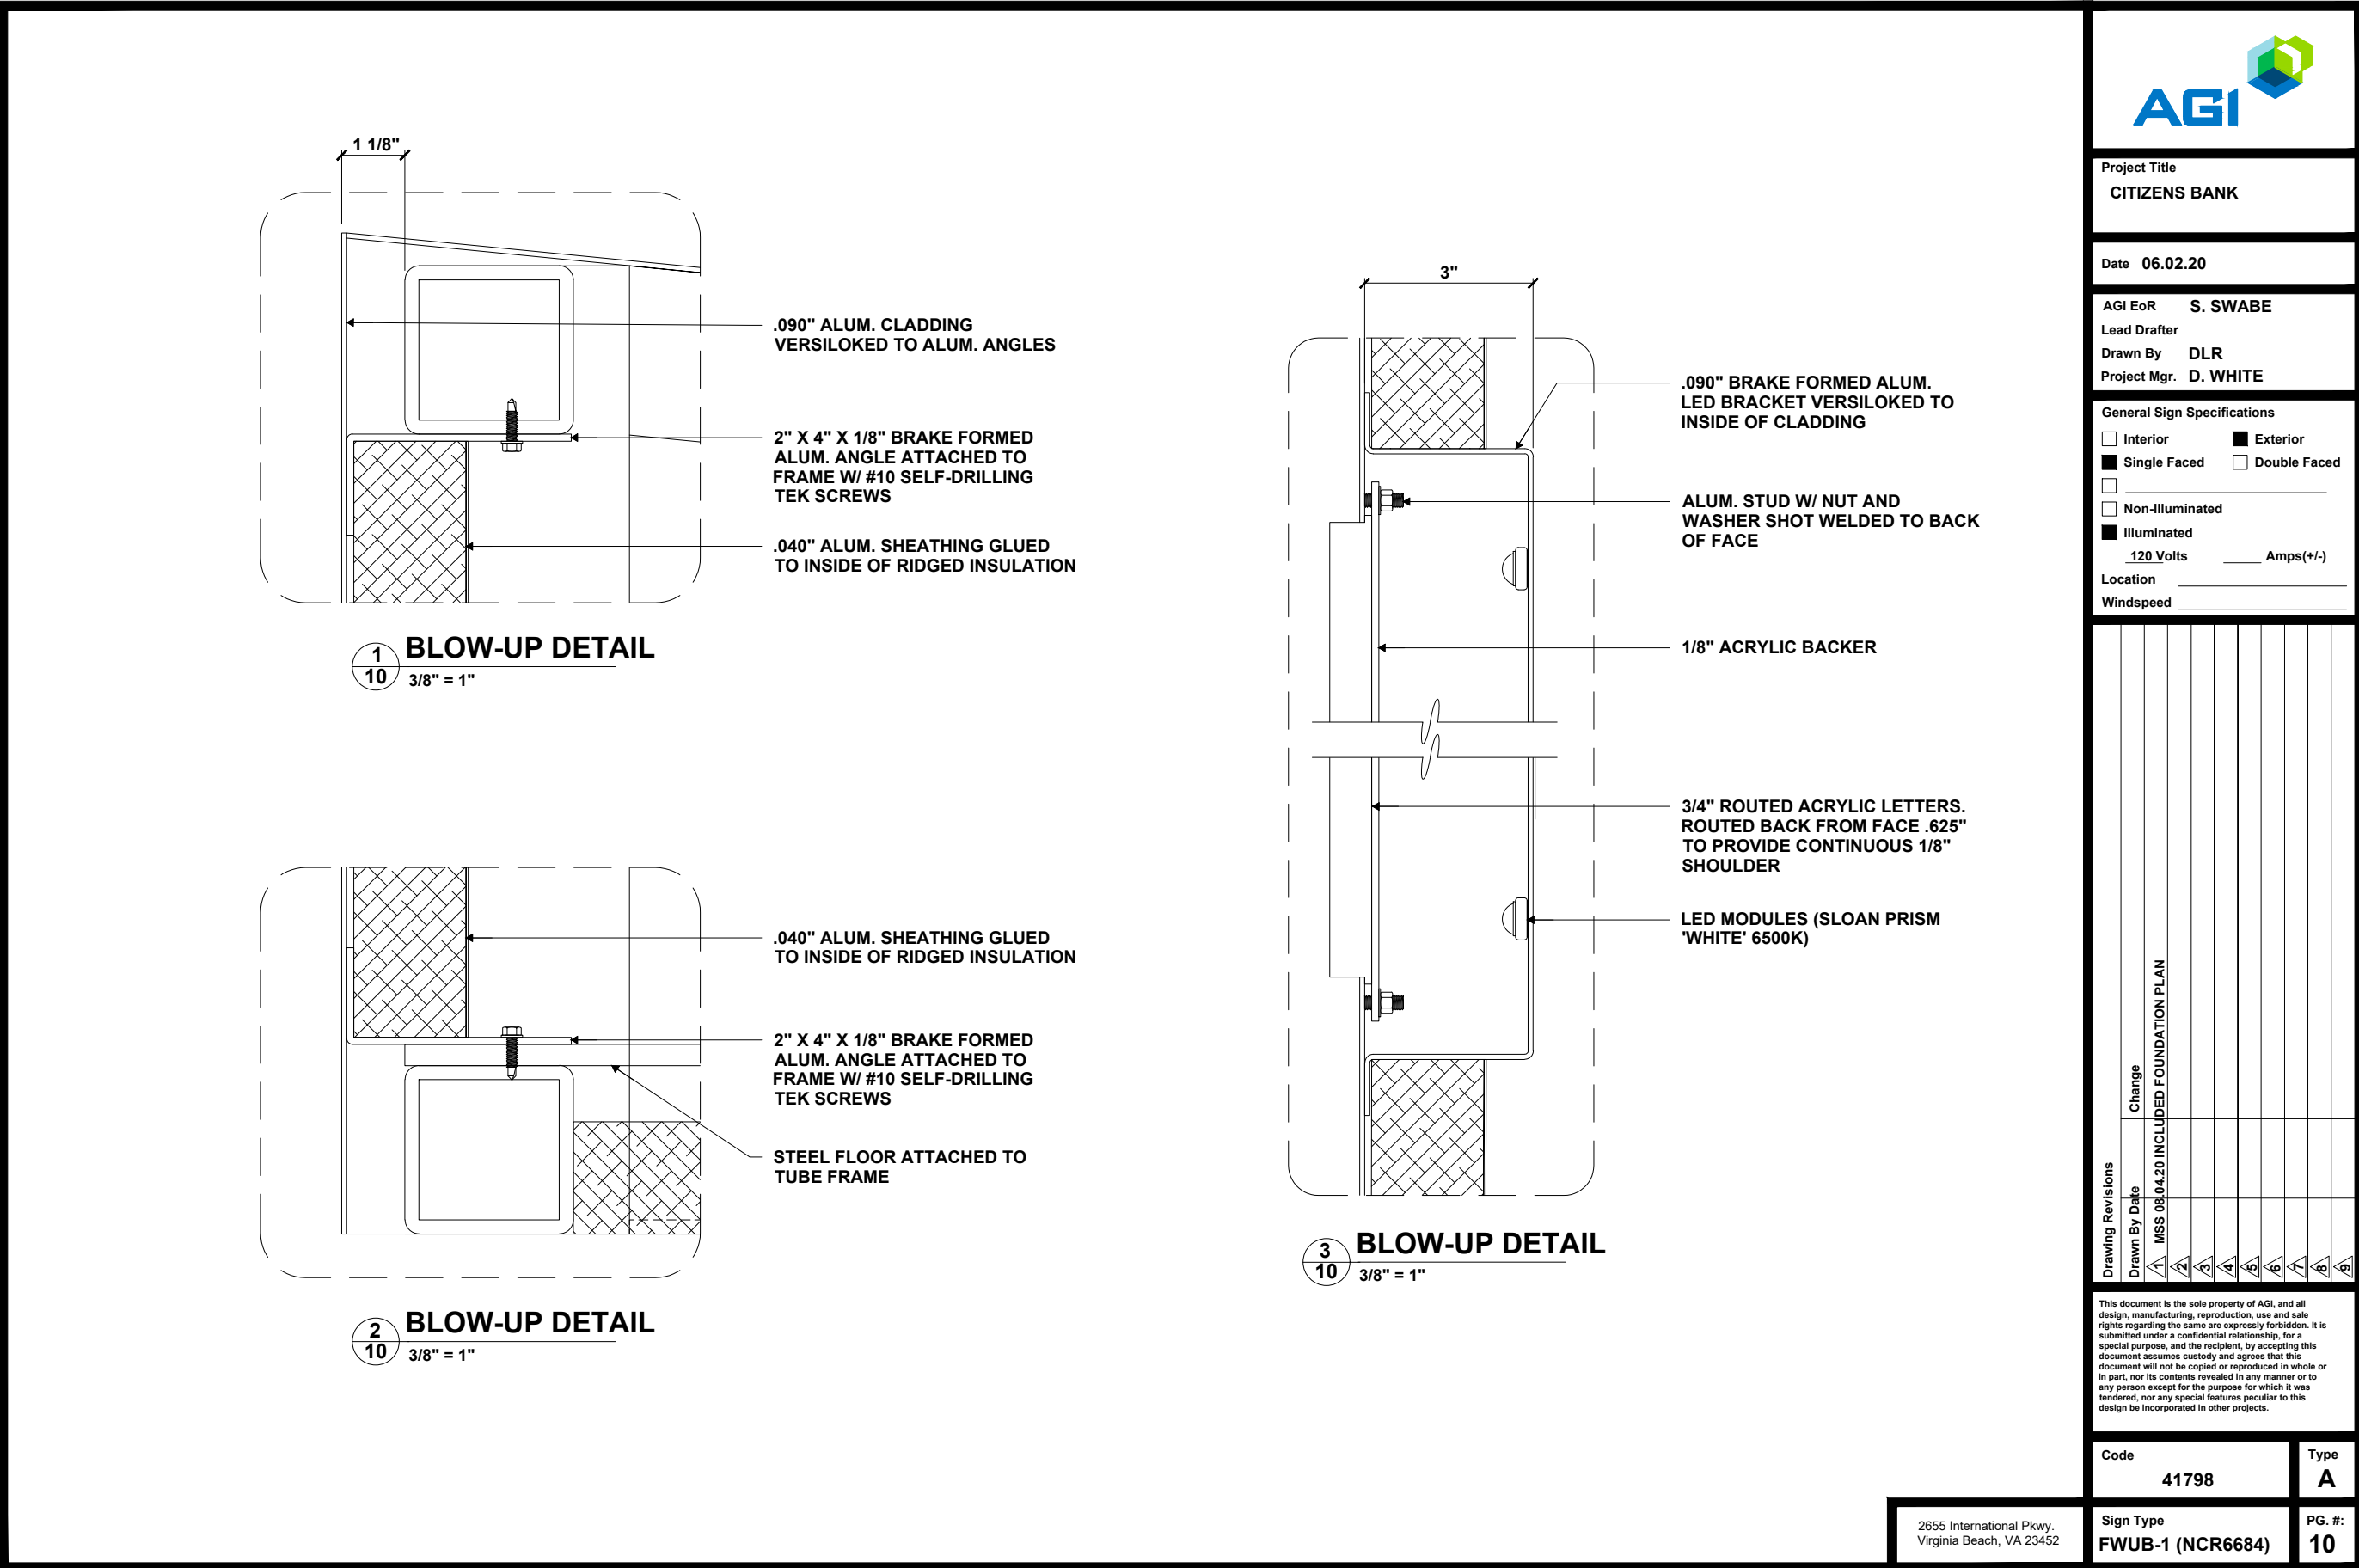 1 1/8"
.090" ALUM. CLADDING
VERSILOKED TO ALUM. ANGLES
2" X 4" X 1/8" BRAKE FORMED
ALUM. ANGLE ATTACHED TO
FRAME W/ #10 SELF-DRILLING
TEK SCREWS
.040" ALUM. SHEATHING GLUED
TO INSIDE OF RIDGED INSULATION
1
10
BLOW-UP DETAIL
3/8" = 1"
.040" ALUM. SHEATHING GLUED
TO INSIDE OF RIDGED INSULATION
2" X 4" X 1/8" BRAKE FORMED
ALUM. ANGLE ATTACHED TO
FRAME W/ #10 SELF-DRILLING
TEK SCREWS
STEEL FLOOR ATTACHED TO
TUBE FRAME
2
10
BLOW-UP DETAIL
3/8" = 1"
3"
.090" BRAKE FORMED ALUM.
LED BRACKET VERSILOKED TO
INSIDE OF CLADDING
ALUM. STUD W/ NUT AND
WASHER SHOT WELDED TO BACK
OF FACE
1/8" ACRYLIC BACKER
3/4" ROUTED ACRYLIC LETTERS.
ROUTED BACK FROM FACE .625"
TO PROVIDE CONTINUOUS 1/8"
SHOULDER
LED MODULES (SLOAN PRISM
'WHITE' 6500K)
3
10
BLOW-UP DETAIL
3/8" = 1"
AGI
Project Title
CITIZENS BANK
Date 06.02.20
AGI EoR S. SWABE
Lead Drafter
Drawn By DLR
Project Mgr. D. WHITE
General Sign Specifications
Interior Exterior
Single Faced Double Faced
Non-Illuminated
Illuminated
120 Volts Amps(+/-)
Location
Windspeed
Drawing Revisions
Drawn By Date Change
1 MSS 08.04.20 INCLUDED FOUNDATION PLAN
2
3
4
5
6
7
8
9
This document is the sole property of AGI, and all
design, manufacturing, reproduction, use and sale
rights regarding the same are expressly forbidden. It is
submitted under a confidential relationship, for a
special purpose, and the recipient, by accepting this
document assumes custody and agrees that this
document will not be copied or reproduced in whole or
in part, nor its contents revealed in any manner or to
any person except for the purpose for which it was
tendered, nor any special features peculiar to this
design be incorporated in other projects.
Code
41798
Type
A
2655 International Pkwy.
Virginia Beach, VA 23452
Sign Type
FWUB-1 (NCR6684)
PG. #:
10